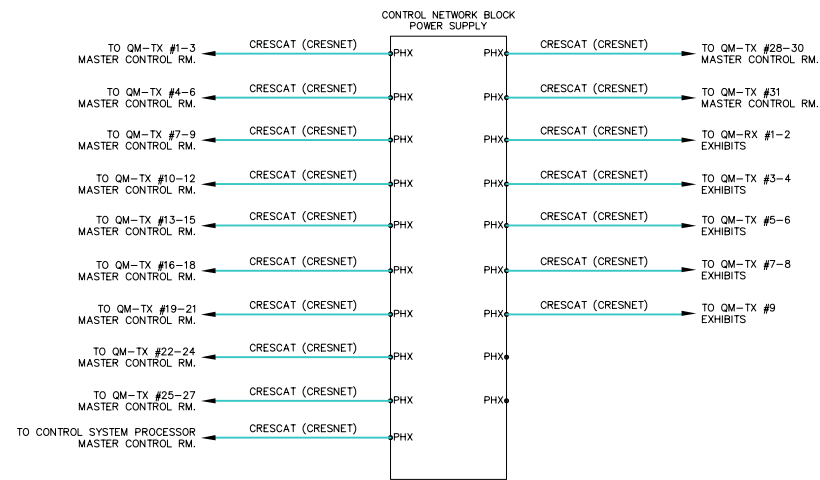 CONTROL NETWORK BLOCK
POWER SUPPLY
TO QM-TX #1-3
MASTER CONTROL RM.
CRESCAT (CRESNET)
PHX
PHX
CRESCAT (CRESNET)
TO QM-TX #28-30
MASTER CONTROL RM.
TO QM-TX #4-6
MASTER CONTROL RM.
CRESCAT (CRESNET)
PHX
PHX
CRESCAT (CRESNET)
TO QM-TX #31
MASTER CONTROL RM.
TO QM-TX #7-9
MASTER CONTROL RM.
CRESCAT (CRESNET)
PHX
PHX
CRESCAT (CRESNET)
TO QM-RX #1-2
EXHIBITS
TO QM-TX #10-12
MASTER CONTROL RM.
CRESCAT (CRESNET)
PHX
PHX
CRESCAT (CRESNET)
TO QM-TX #3-4
EXHIBITS
TO QM-TX #13-15
MASTER CONTROL RM.
CRESCAT (CRESNET)
PHX
PHX
CRESCAT (CRESNET)
TO QM-TX #5-6
EXHIBITS
TO QM-TX #16-18
MASTER CONTROL RM.
CRESCAT (CRESNET)
PHX
PHX
CRESCAT (CRESNET)
TO QM-TX #7-8
EXHIBITS
TO QM-TX #19-21
MASTER CONTROL RM.
CRESCAT (CRESNET)
PHX
PHX
CRESCAT (CRESNET)
TO QM-TX #9
EXHIBITS
TO QM-TX #22-24
MASTER CONTROL RM.
CRESCAT (CRESNET)
PHX
PHX
TO QM-TX #25-27
MASTER CONTROL RM.
CRESCAT (CRESNET)
PHX
PHX
TO CONTROL SYSTEM PROCESSOR
MASTER CONTROL RM.
CRESCAT (CRESNET)
PHX